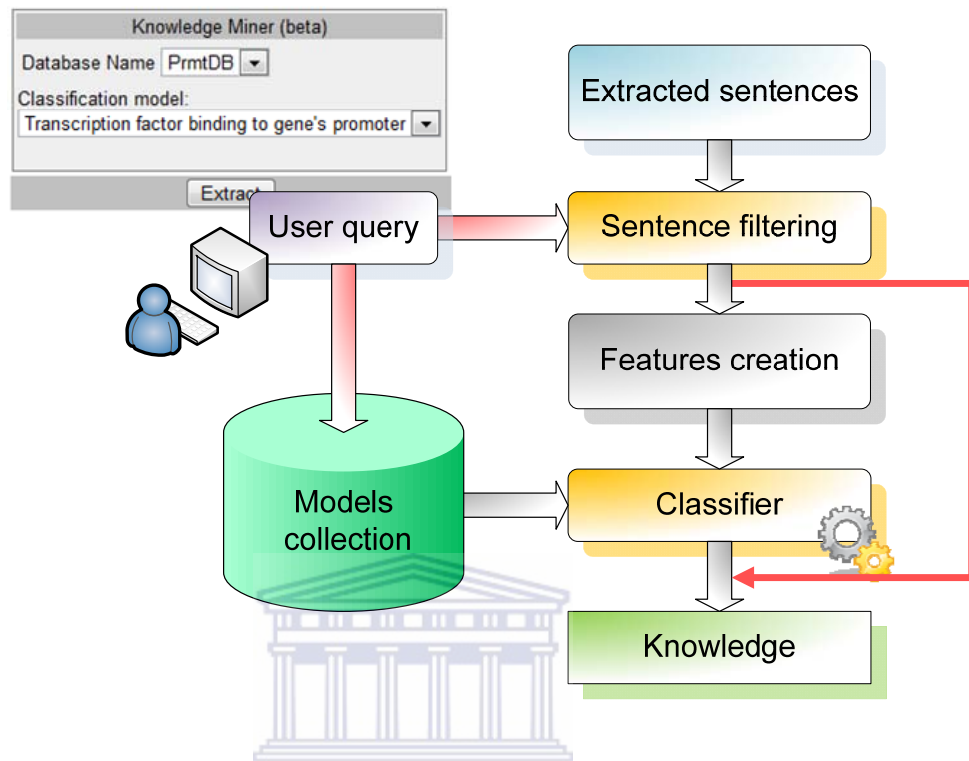 Knowledge Miner (beta)
Database Name PrmtDB
Classification model:
Transcription factor binding to gene's promoter
Extract
User query
Extracted sentences
Sentence filtering
Features creation
Models
collection
Classifier
Knowledge